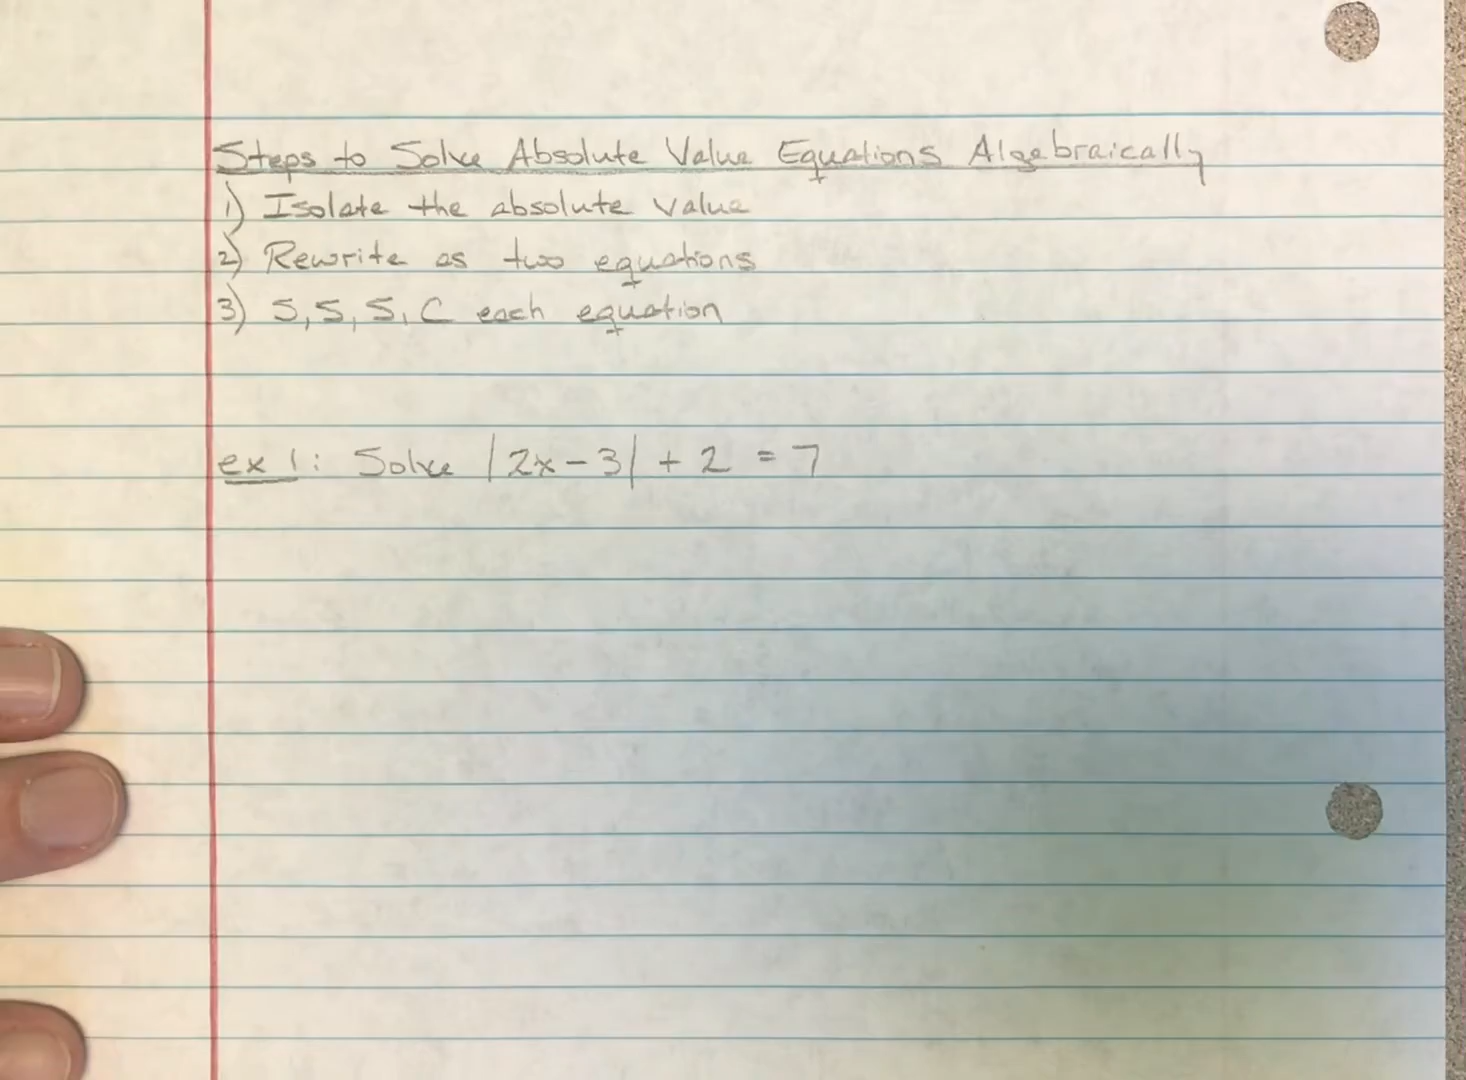 Steps to Solve Absolute Value Equations Algebraically
1) Isolate the absolute value
2) Rewrite as two equations
3) S, S, S, C each equation
ex 1: Solve |2x - 3| + 2 = 7